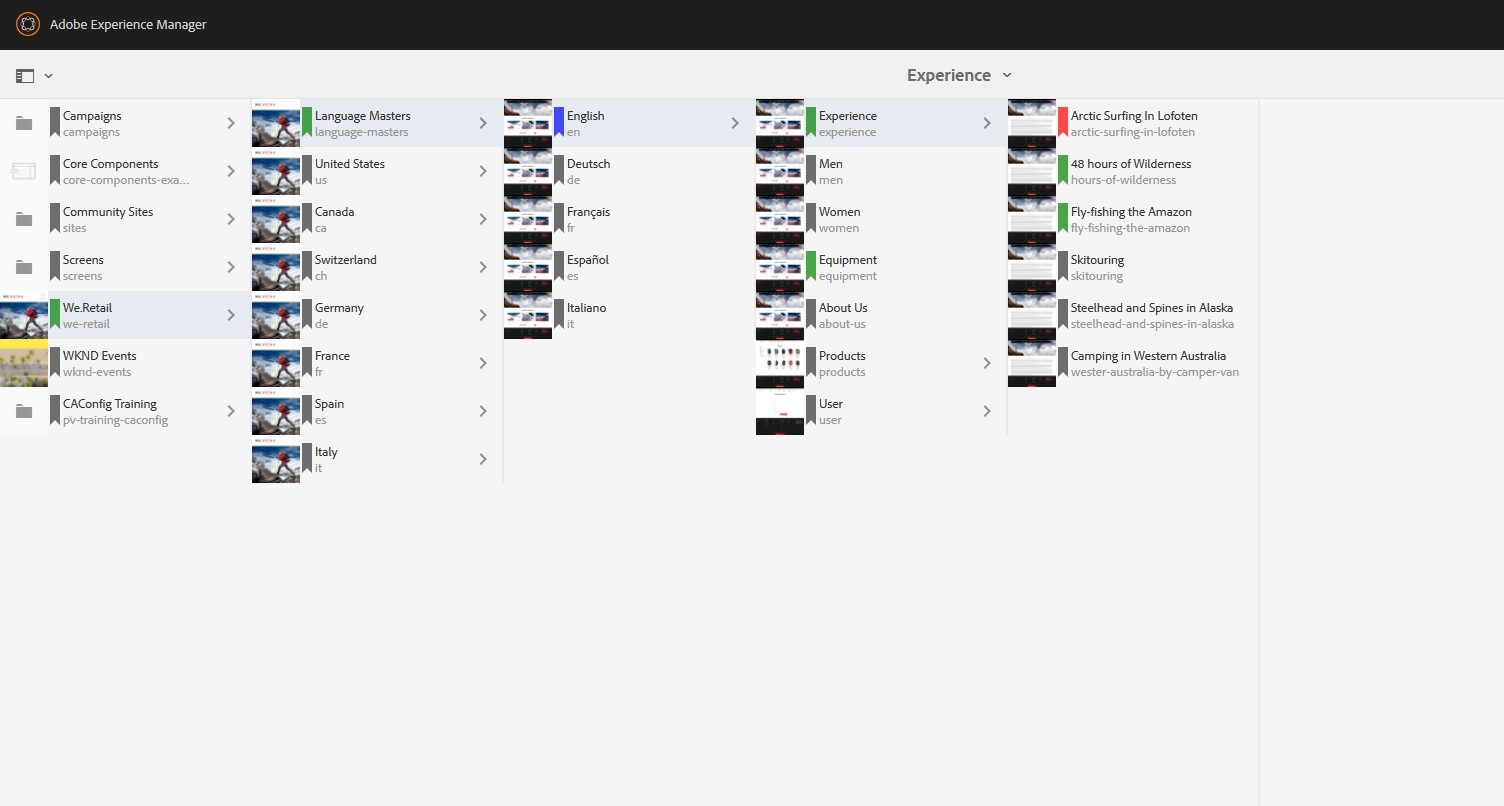 Adobe Experience Manager
Experience
Campaigns
campaigns
Core Components
core-components-exa...
Community Sites
sites
Screens
screens
We.Retail
we-retail
WKND Events
wknd-events
CAConfig Training
pv-training-caconfig
Language Masters
language-masters
United States
us
Canada
ca
Switzerland
ch
Germany
de
France
fr
Spain
es
Italy
it
English
en
Deutsch
de
Français
fr
Español
es
Italiano
it
Experience
experience
Men
men
Women
women
Equipment
equipment
About Us
about-us
Products
products
User
user
Arctic Surfing In Lofoten
arctic-surfing-in-lofoten
48 hours of Wilderness
hours-of-wilderness
Fly-fishing the Amazon
fly-fishing-the-amazon
Skitouring
skitouring
Steelhead and Spines in Alaska
steelhead-and-spines-in-alaska
Camping in Western Australia
wester-australia-by-camper-van